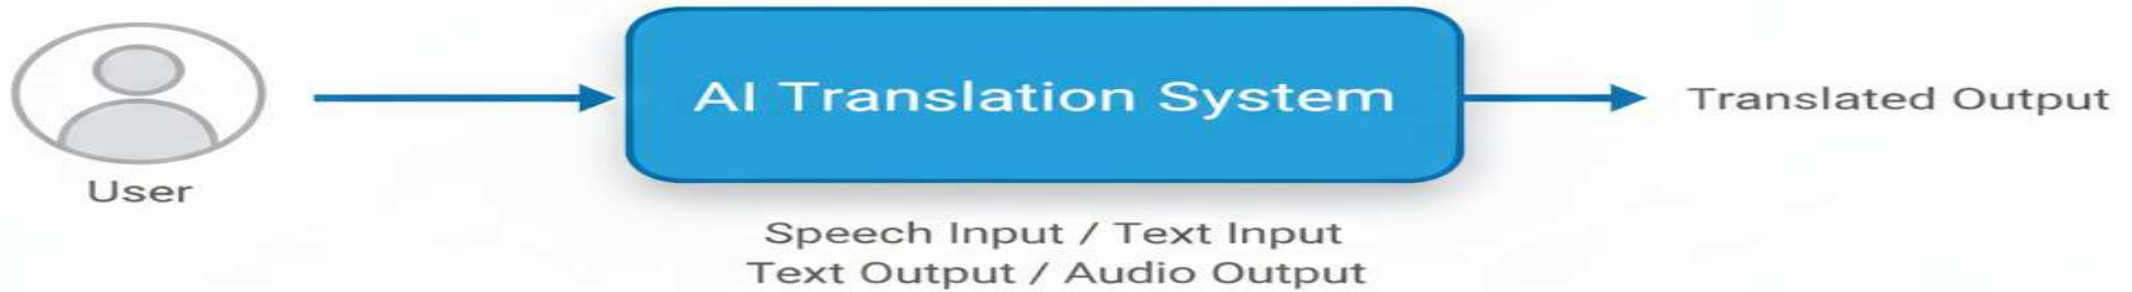 AI Translation System
Translated Output
User
Speech Input / Text Input
Text Output / Audio Output